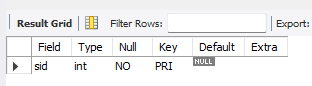 Result Grid Filter Rows: Export:
Field Type Null Key Default Extra
sid int NO PRI NULL